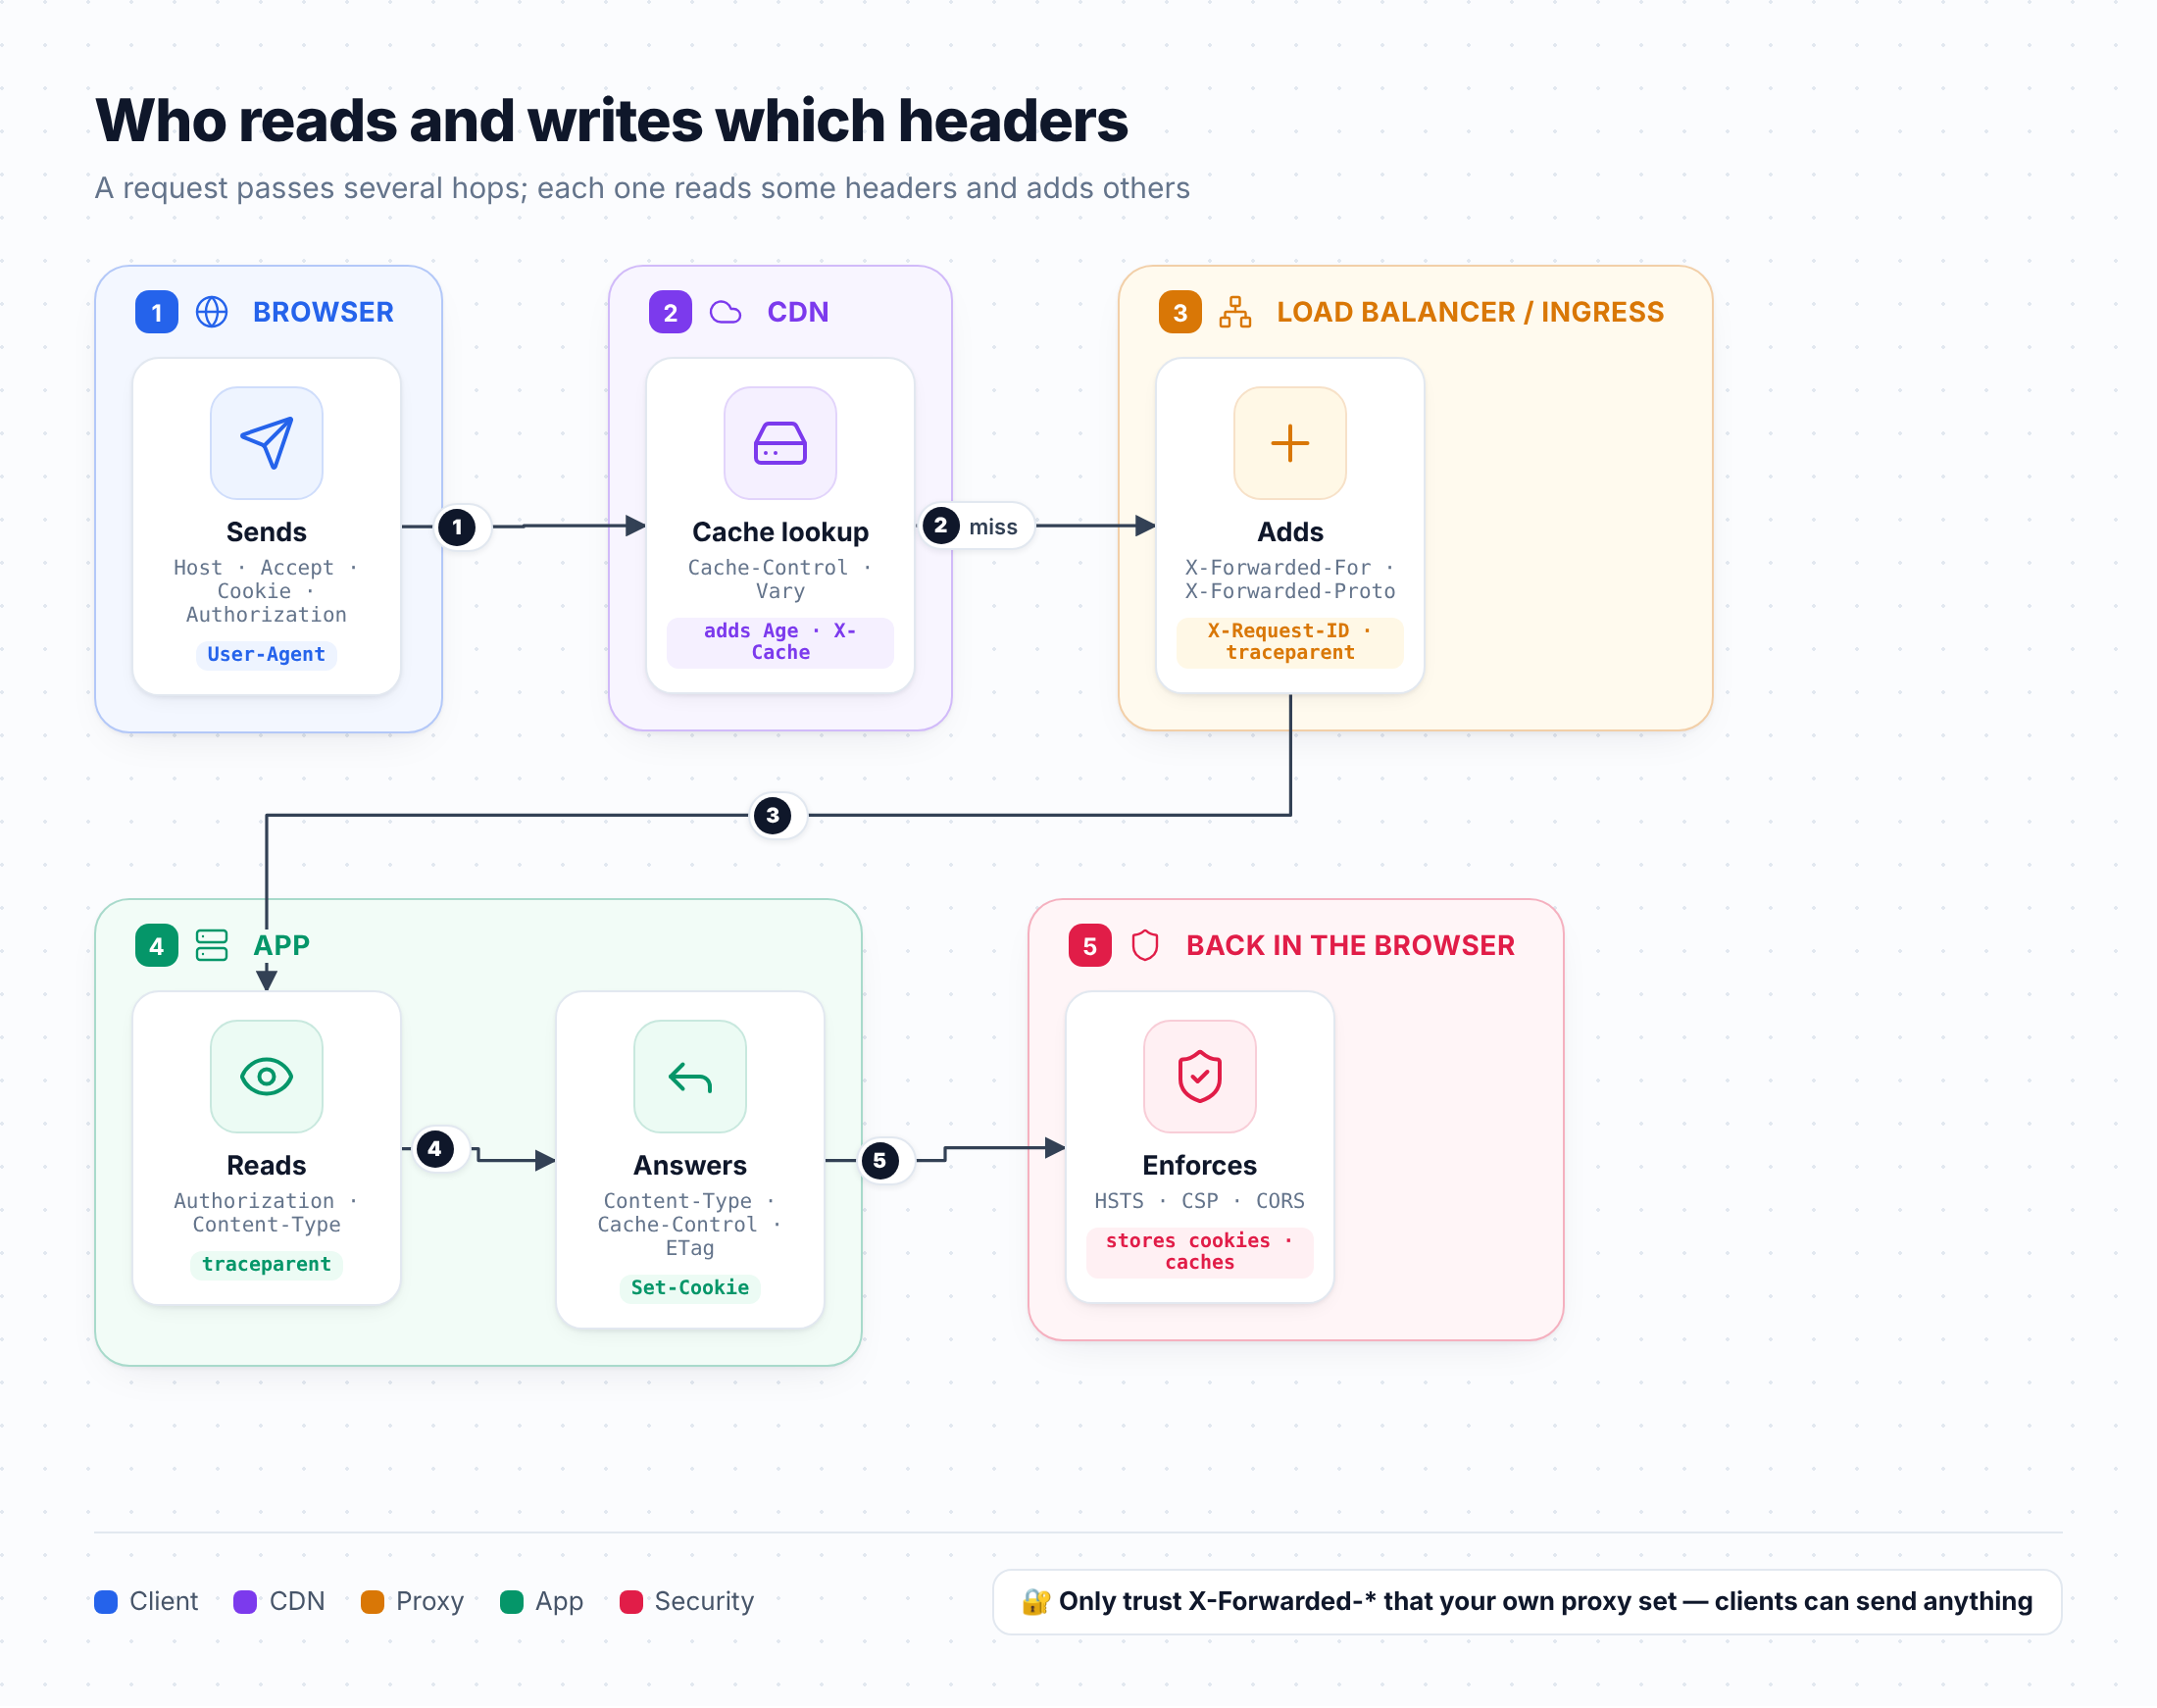 Who reads and writes which headers
A request passes several hops; each one reads some headers and adds others
1 BROWSER
Sends
Host · Accept ·
Cookie ·
Authorization
User-Agent
1
2 CDN
Cache lookup
Cache-Control ·
Vary
adds Age · X-
Cache
2 miss
3 LOAD BALANCER / INGRESS
Adds
X-Forwarded-For ·
X-Forwarded-Proto
X-Request-ID ·
traceparent
3
4 APP
Reads
Authorization ·
Content-Type
traceparent
4
Answers
Content-Type ·
Cache-Control ·
ETag
Set-Cookie
5
5 BACK IN THE BROWSER
Enforces
HSTS · CSP · CORS
stores cookies ·
caches
Client CDN Proxy App Security
🔐 Only trust X-Forwarded-* that your own proxy set — clients can send anything